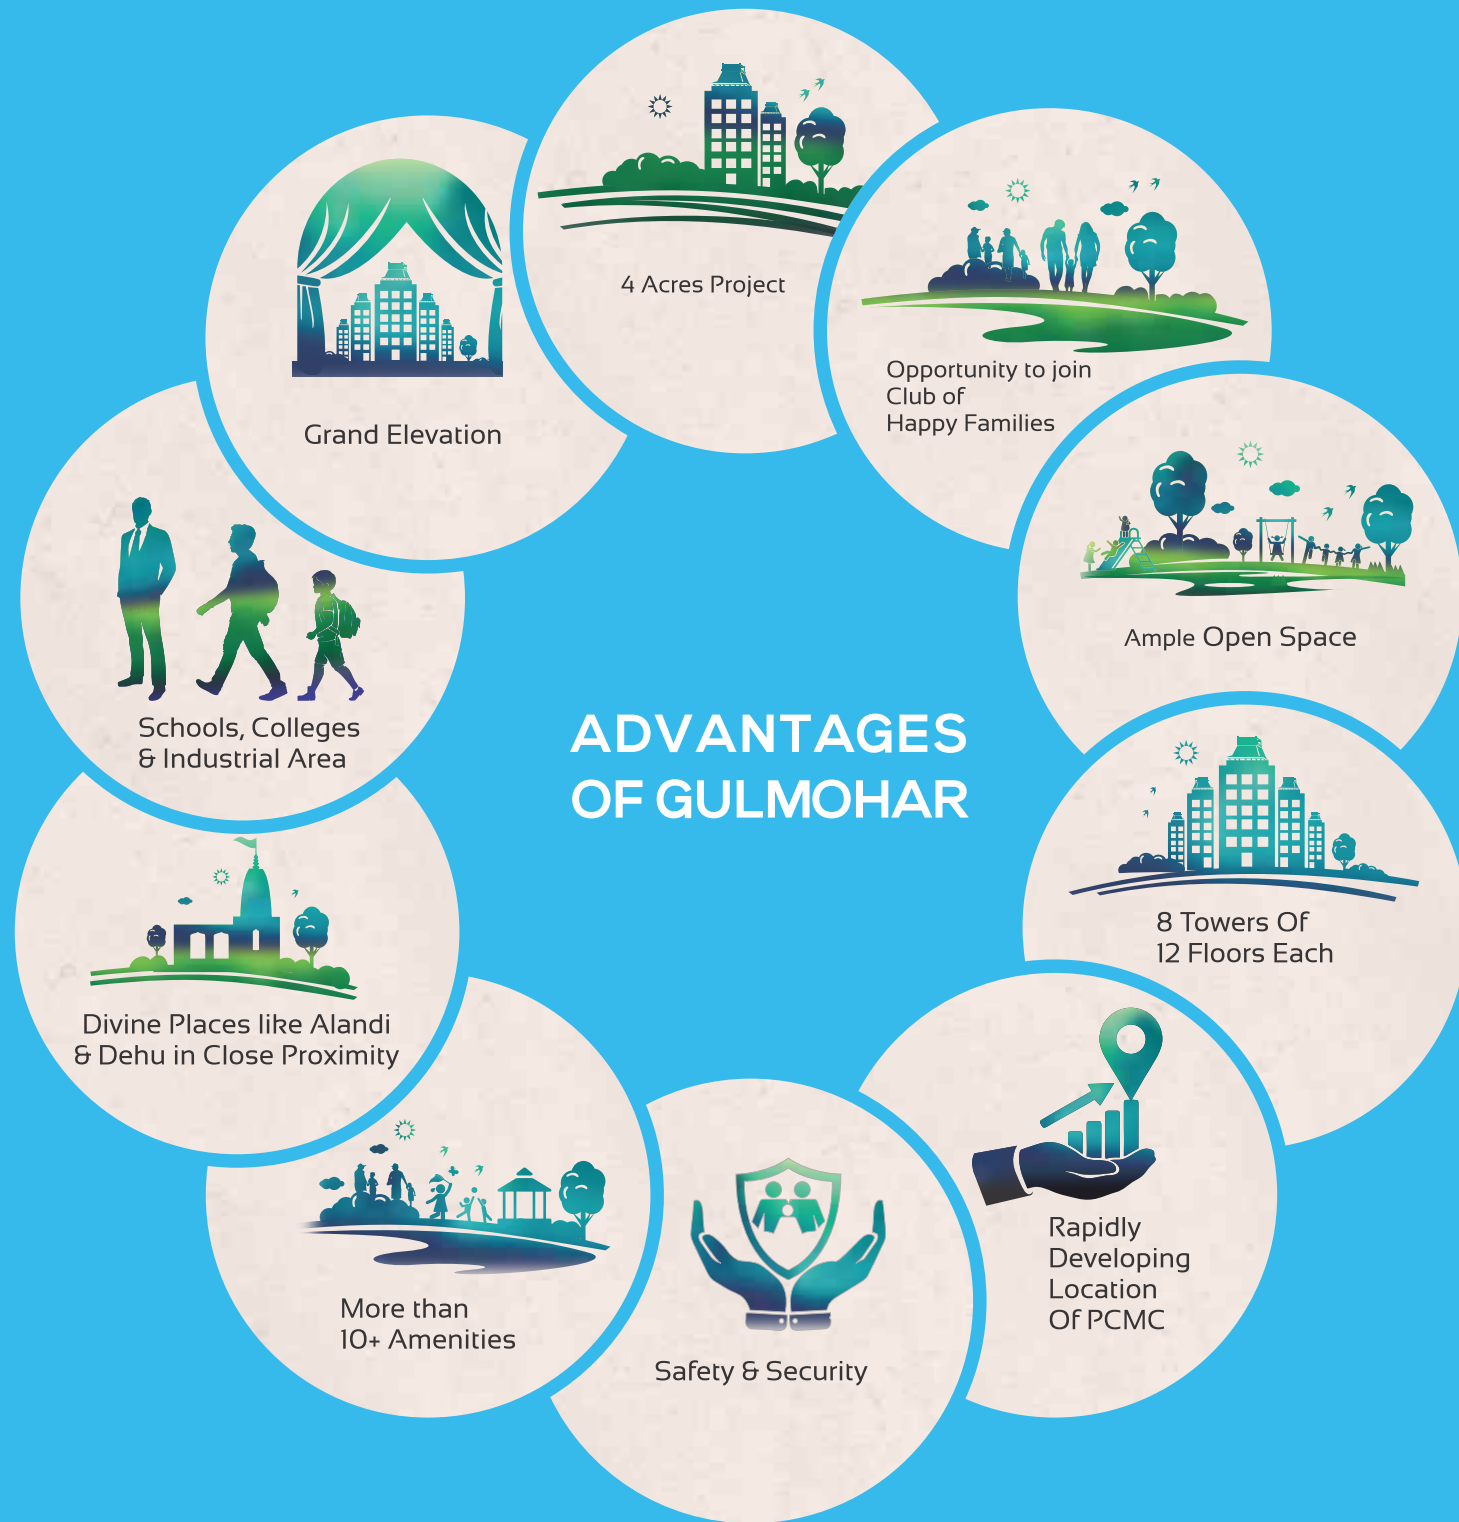 4 Acres Project
Opportunity to join
Club of
Happy Families
Ample Open Space
8 Towers Of
12 Floors Each
Rapidly
Developing
Location
Of PCMC
Safety & Security
More than
10+ Amenities
Divine Places like Alandi
& Dehu in Close Proximity
Schools, Colleges
& Industrial Area
Grand Elevation
ADVANTAGES
OF GULMOHAR